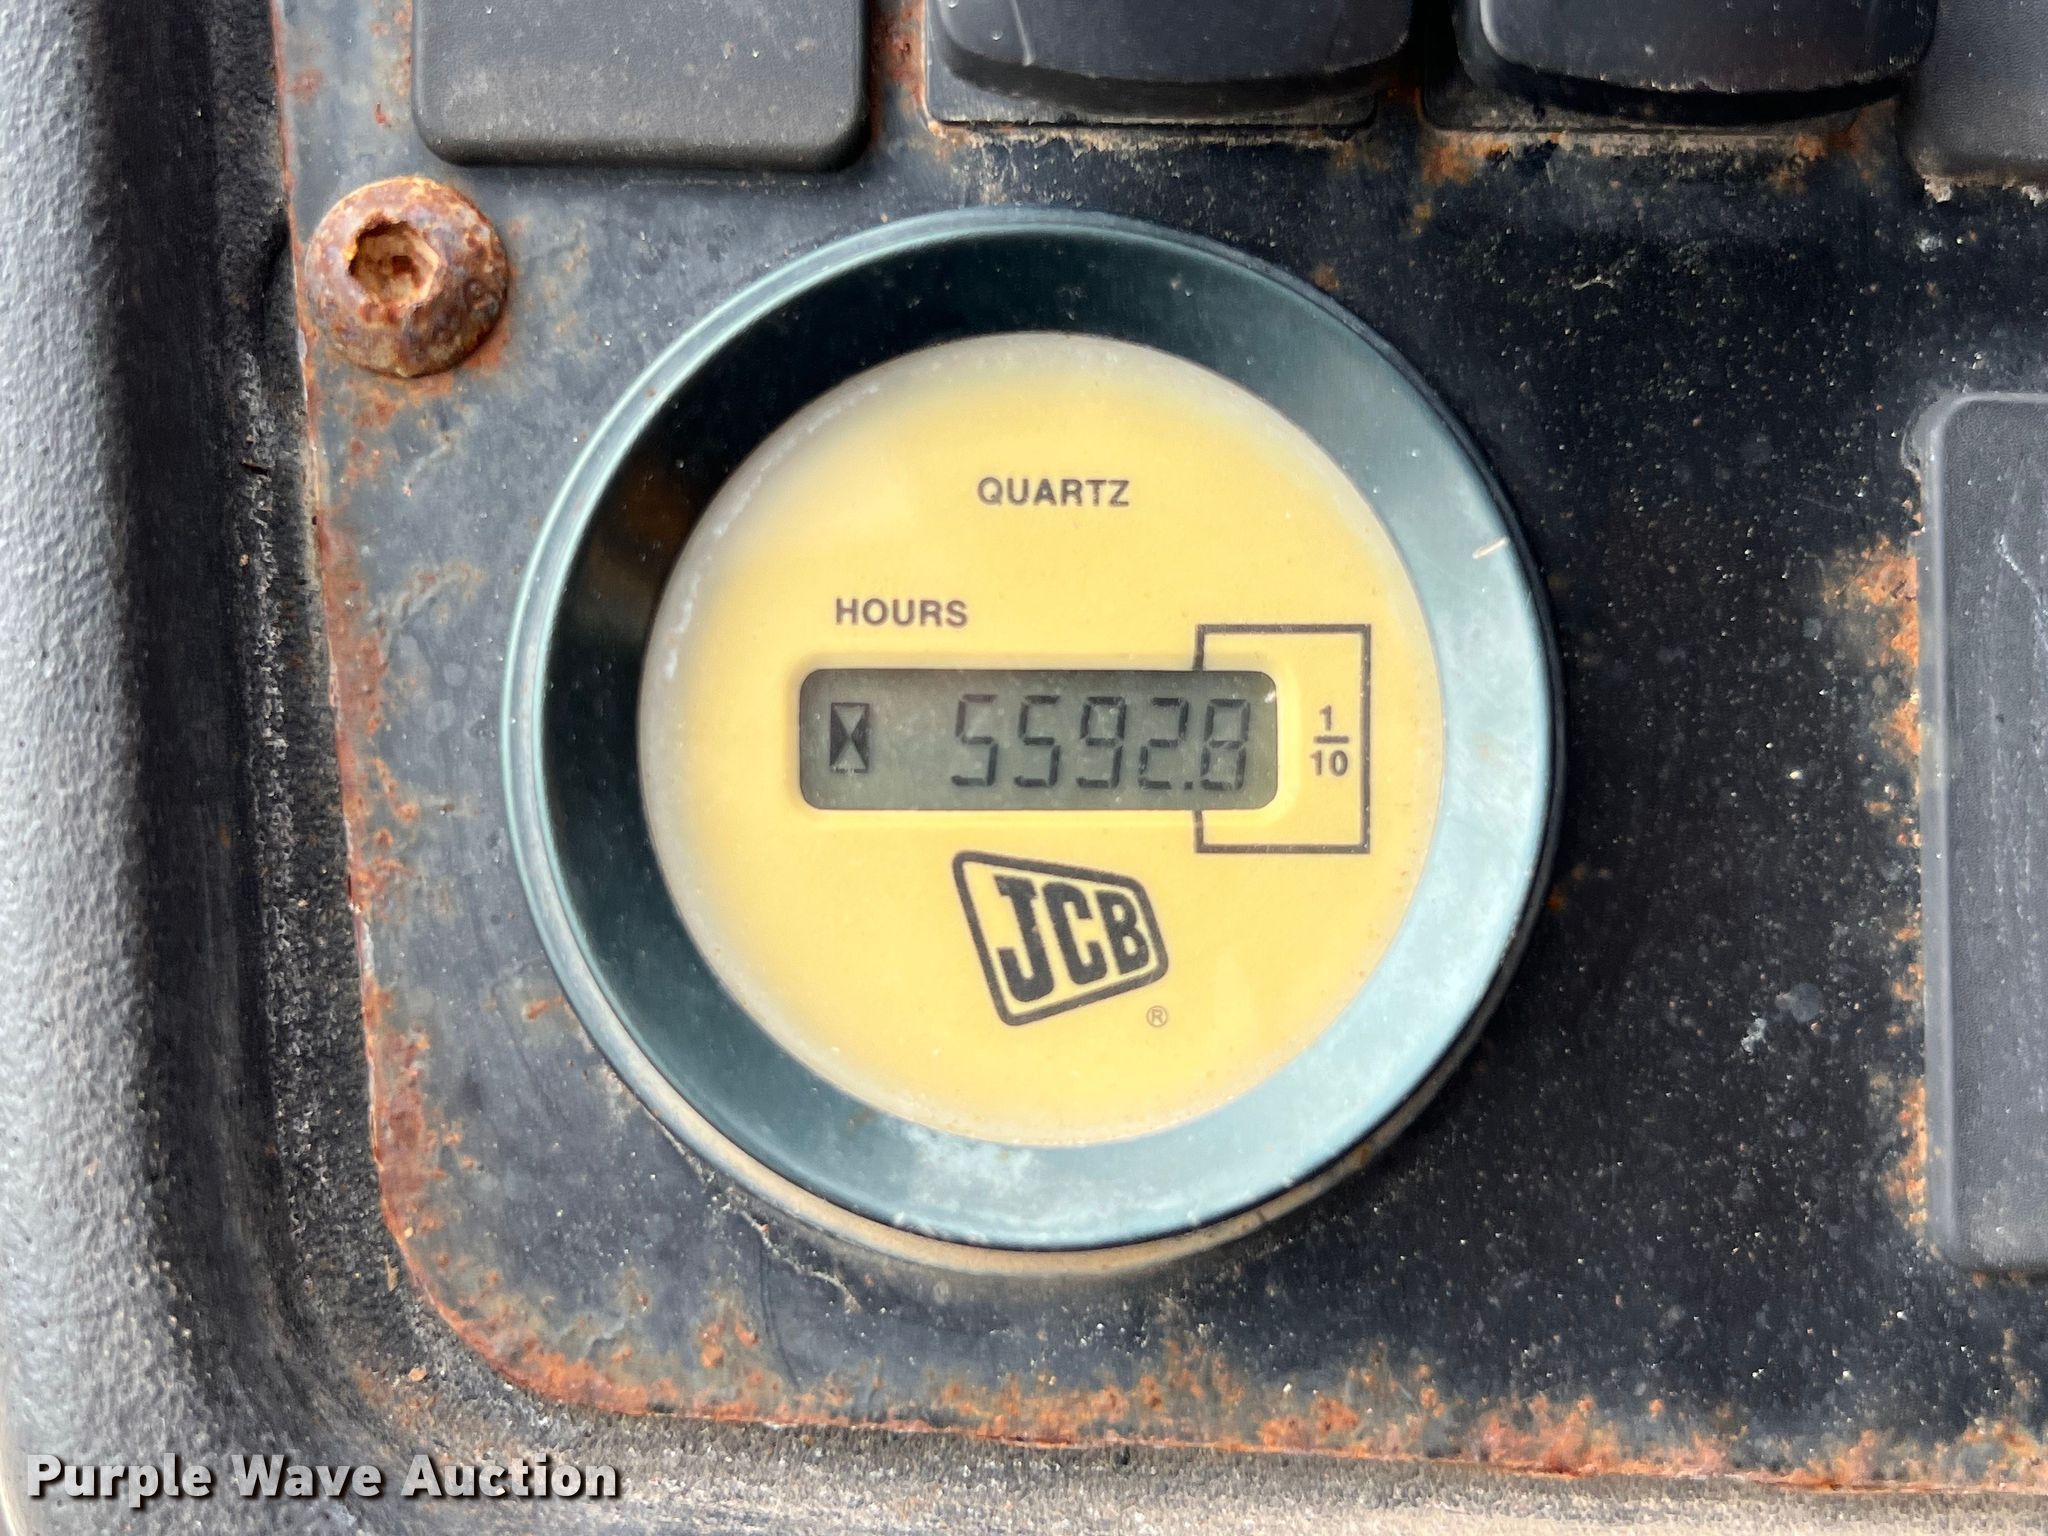 QUARTZ
HOURS
5592.8
1
10
JCB
®
Purple Wave Auction